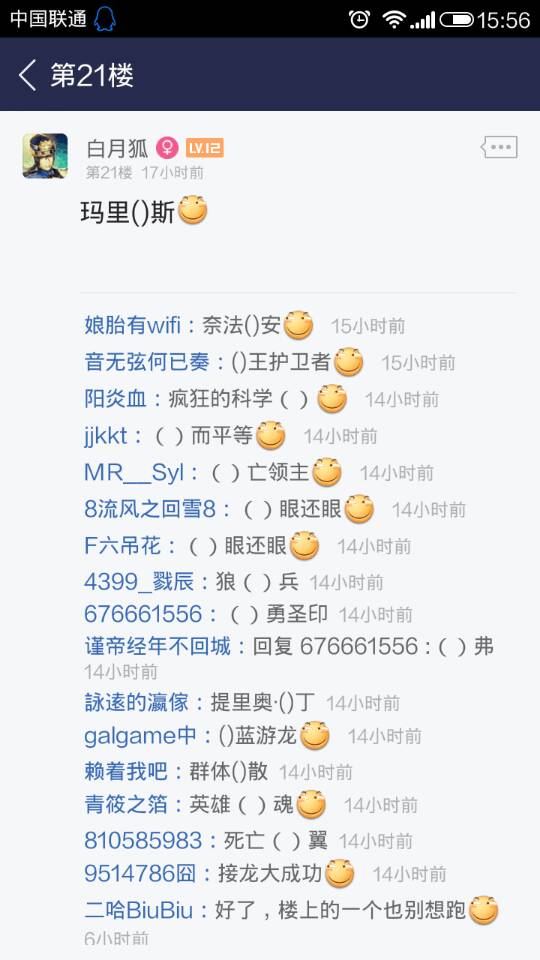 中国联通 15:56
第21楼
白月狐 LV.12
第21楼 17小时前
玛里()斯
娘胎有wifi：奈法()安 15小时前
音无弦何已奏：()王护卫者 15小时前
阳炎血：疯狂的科学（ ） 14小时前
jjkkt：（ ）而平等 14小时前
MR__Syl：（ ）亡领主 14小时前
8流风之回雪8：（ ）眼还眼 14小时前
F六吊花：（ ）眼还眼 14小时前
4399_戮辰：狼（ ）兵 14小时前
676661556：（ ）勇圣印 14小时前
谨帝经年不回城：回复 676661556：（ ）弗
14小时前
詠逺的瀛傢：提里奥·()丁 14小时前
galgame中：()蓝游龙 14小时前
赖着我吧：群体()散 14小时前
青筱之箔：英雄（ ）魂 14小时前
810585983：死亡（ ）翼 14小时前
9514786囧：接龙大成功 14小时前
二哈BiuBiu：好了，楼上的一个也别想跑
6小时前